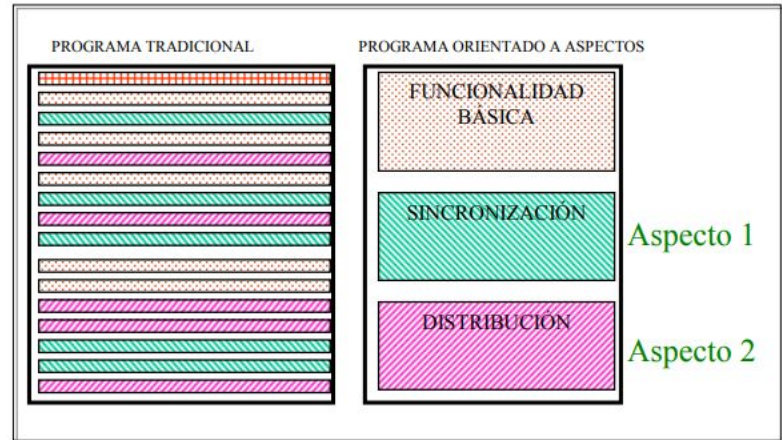 PROGRAMA TRADICIONAL
PROGRAMA ORIENTADO A ASPECTOS
FUNCIONALIDAD
BÁSICA
SINCRONIZACIÓN
Aspecto 1
DISTRIBUCIÓN
Aspecto 2